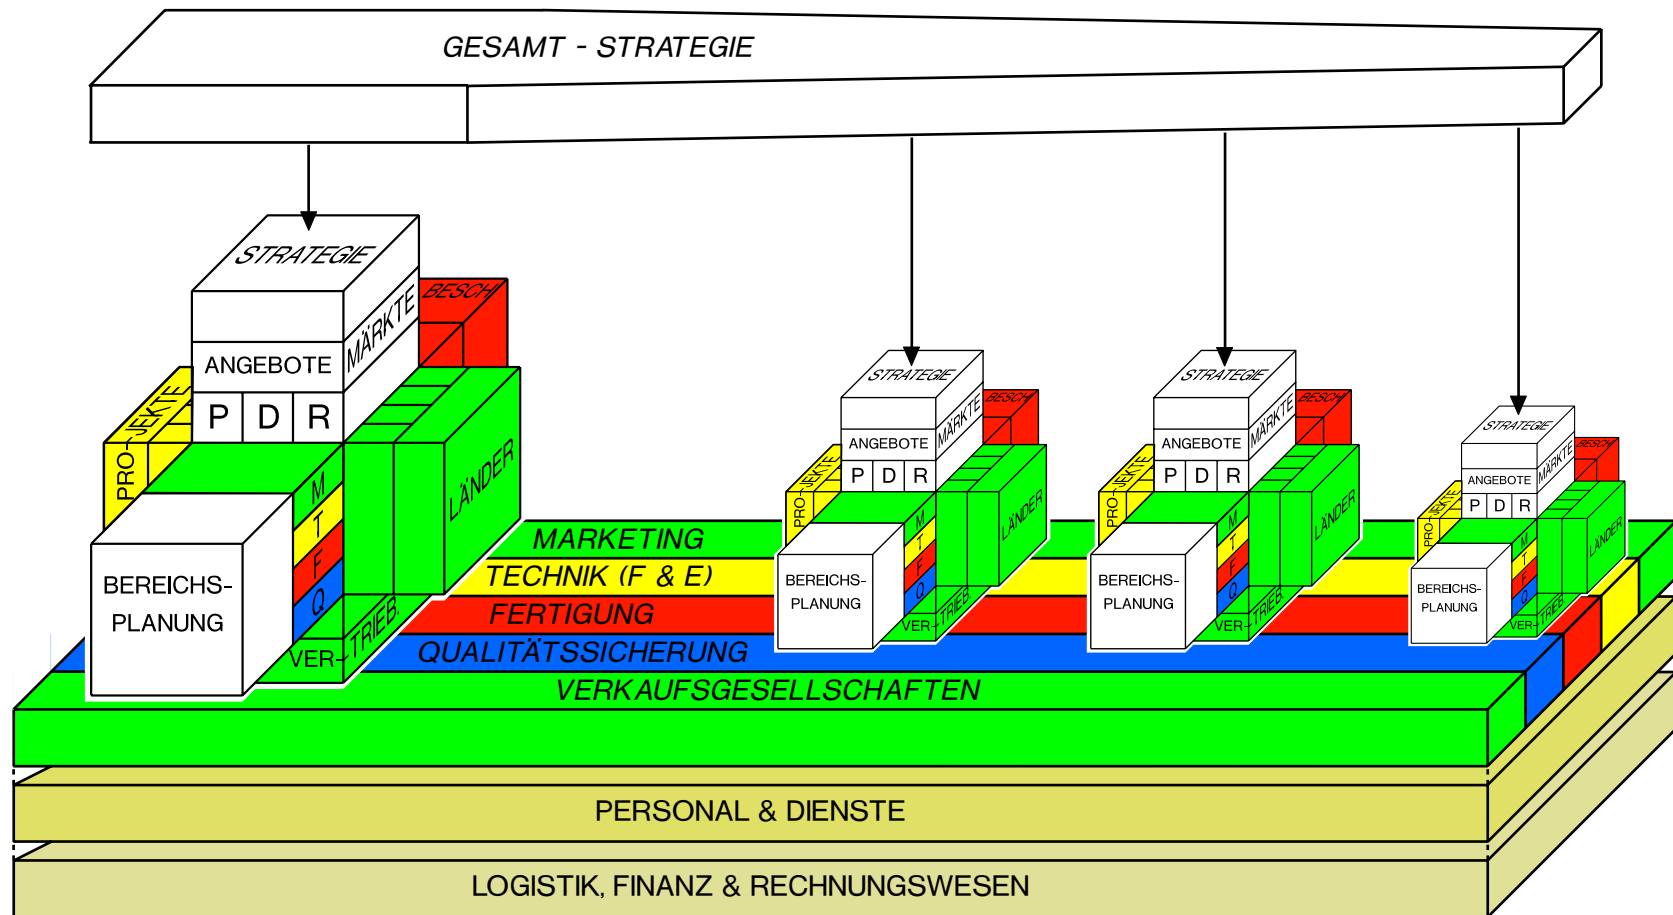 GESAMT - STRATEGIE
STRATEGIE
BESCH
MÄRKTE
ANGEBOTE
P D R
PRO-JEKTE
LÄNDER
M
T
F
Q
BEREICHS-
PLANUNG
VER-TRIEB.
STRATEGIE
BESCH
MÄRKTE
ANGEBOTE
P D R
PRO-JEKTE
LÄNDER
M
T
F
Q
BEREICHS-
PLANUNG
VER-TRIEB.
STRATEGIE
BESCH
MÄRKTE
ANGEBOTE
P D R
PRO-JEKTE
LÄNDER
M
T
F
Q
BEREICHS-
PLANUNG
VER-TRIEB.
STRATEGIE
BESCH
MÄRKTE
ANGEBOTE
P D R
PRO-JEKTE
LÄNDER
M
T
F
Q
BEREICHS-
PLANUNG
VER-TRIEB.
MARKETING
TECHNIK (F & E)
FERTIGUNG
QUALITÄTSSICHERUNG
VERKAUFSGESELLSCHAFTEN
PERSONAL & DIENSTE
LOGISTIK, FINANZ & RECHNUNGSWESEN